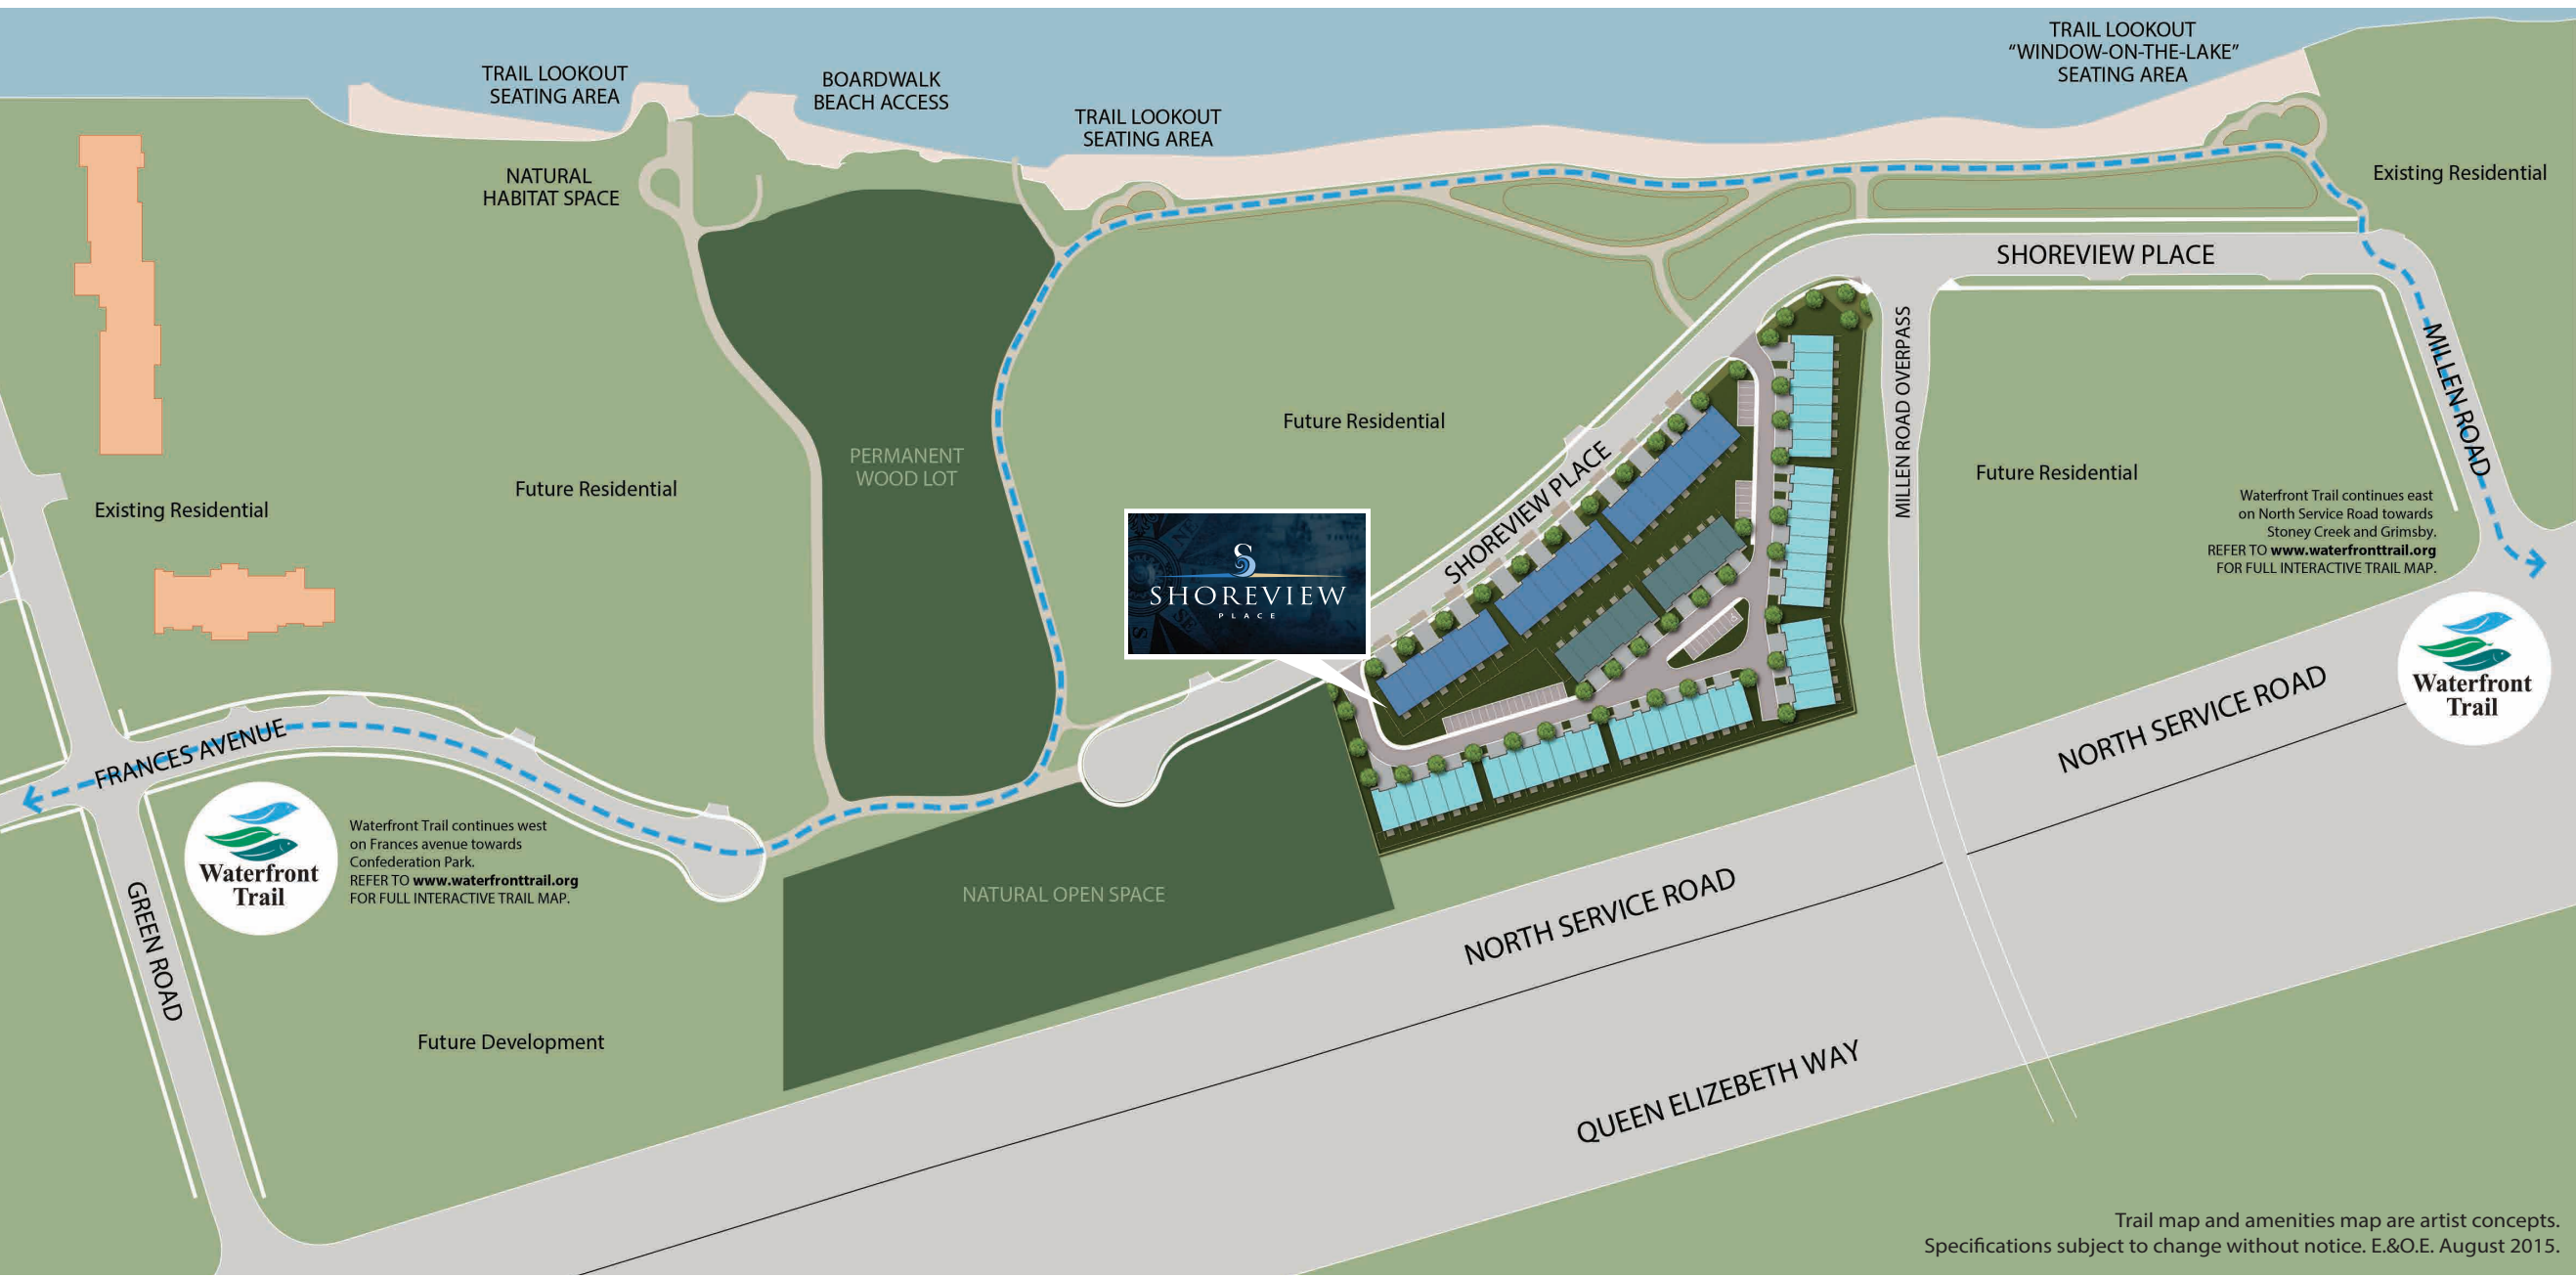 TRAIL LOOKOUT
SEATING AREA
BOARDWALK
BEACH ACCESS
TRAIL LOOKOUT
SEATING AREA
TRAIL LOOKOUT
“WINDOW-ON-THE-LAKE”
SEATING AREA
NATURAL
HABITAT SPACE
Existing Residential
SHOREVIEW PLACE
MILLEN ROAD OVERPASS
MILLEN ROAD
Future Residential
PERMANENT
WOOD LOT
Future Residential
Future Residential
Existing Residential
SHOREVIEW PLACE
Waterfront Trail continues east
on North Service Road towards
Stoney Creek and Grimsby.
REFER TO www.waterfronttrail.org
FOR FULL INTERACTIVE TRAIL MAP.
S
SHOREVIEW
PLACE
Waterfront
Trail
NORTH SERVICE ROAD
FRANCES AVENUE
Waterfront
Trail
Waterfront Trail continues west
on Frances avenue towards
Confederation Park.
REFER TO www.waterfronttrail.org
FOR FULL INTERACTIVE TRAIL MAP.
GREEN ROAD
NATURAL OPEN SPACE
NORTH SERVICE ROAD
Future Development
QUEEN ELIZEBETH WAY
Trail map and amenities map are artist concepts.
Specifications subject to change without notice. E.&O.E. August 2015.